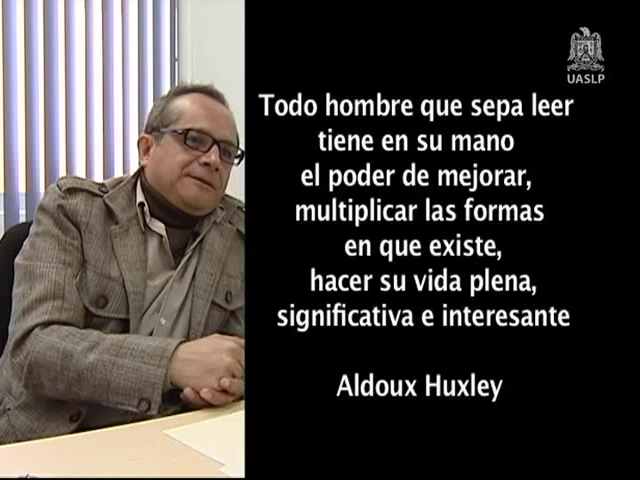 UASLP
Todo hombre que sepa leer
tiene en su mano
el poder de mejorar,
multiplicar las formas
en que existe,
hacer su vida plena,
significativa e interesante
Aldoux Huxley